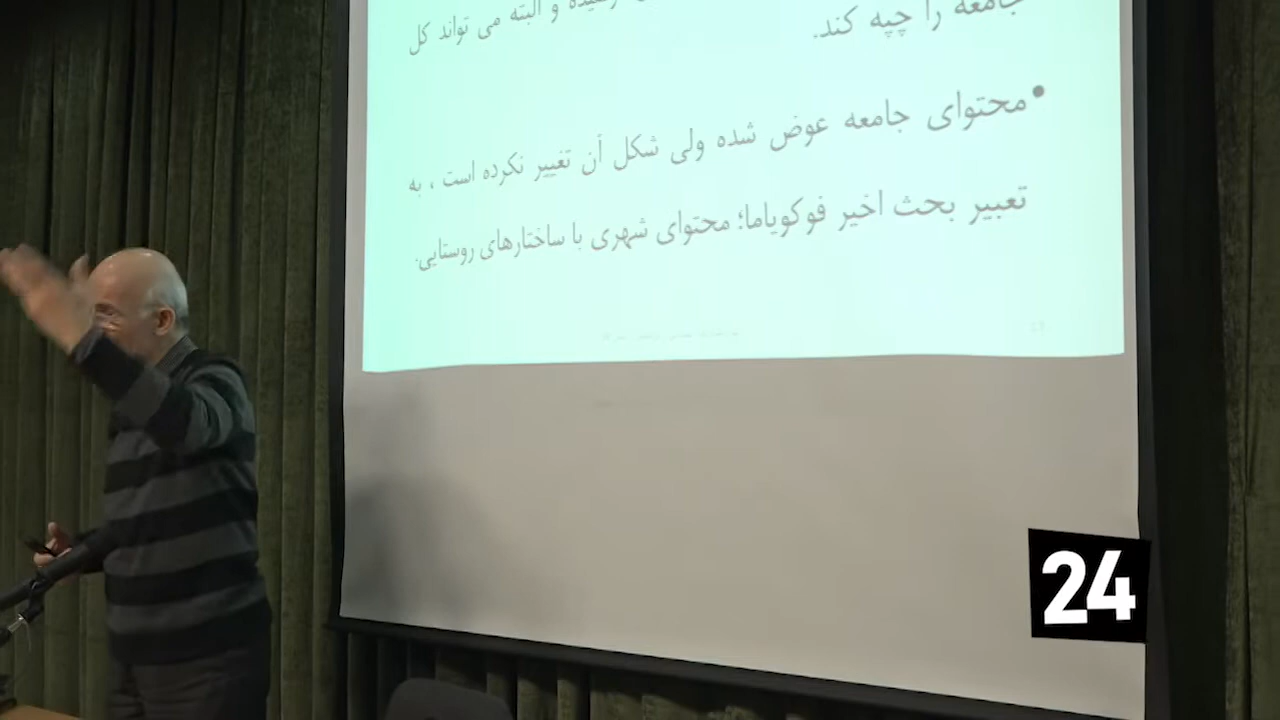 و البته می تواند کل
جامعه را چپه کند.
•محتوای جامعه عوض شده ولی شکل آن تغییر نکرده است ، به
تعبیر بحث اخیر فوکویاما؛ محتوای شهری با ساختارهای روستایی.
24